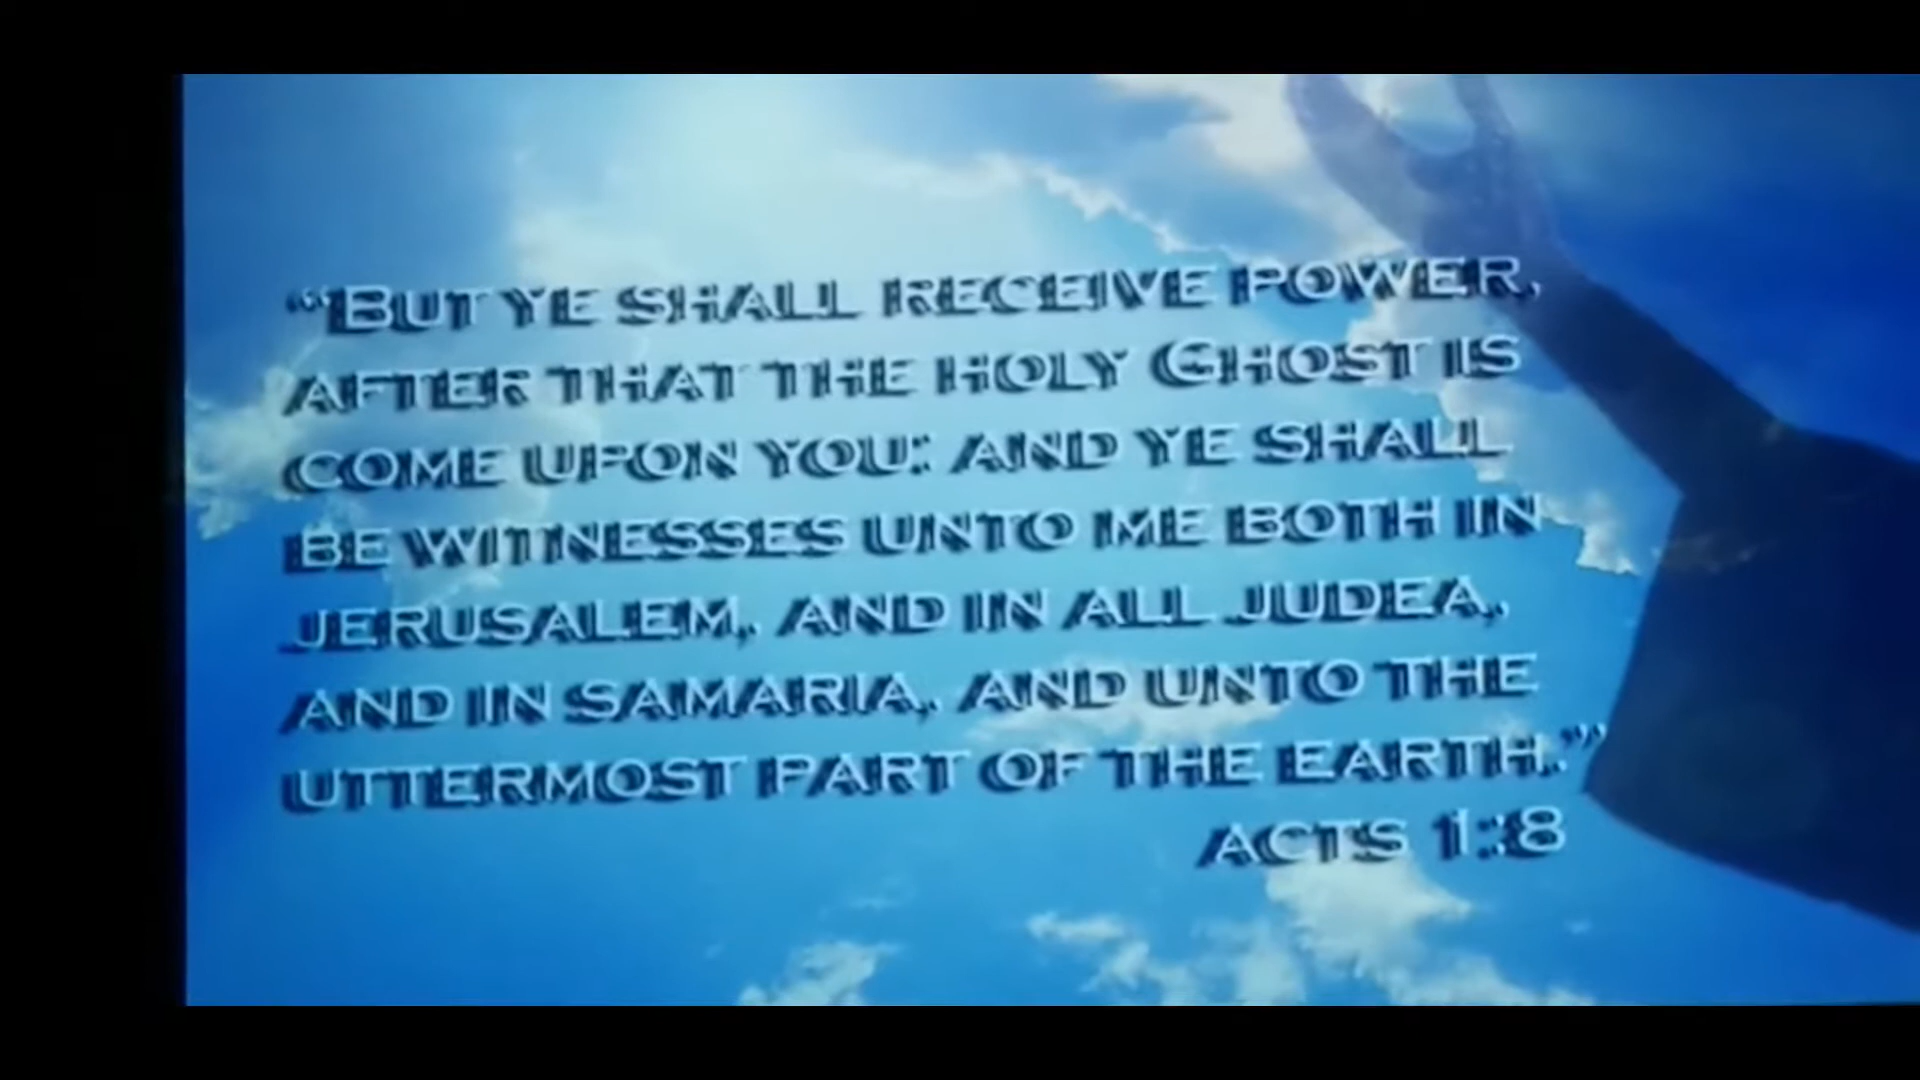 “But ye shall receive power,
after that the holy Ghost is
come upon you: and ye shall
be witnesses unto me both in
Jerusalem, and in all Judea,
and in Samaria, and unto the
uttermost part of the earth.”
Acts 1:8